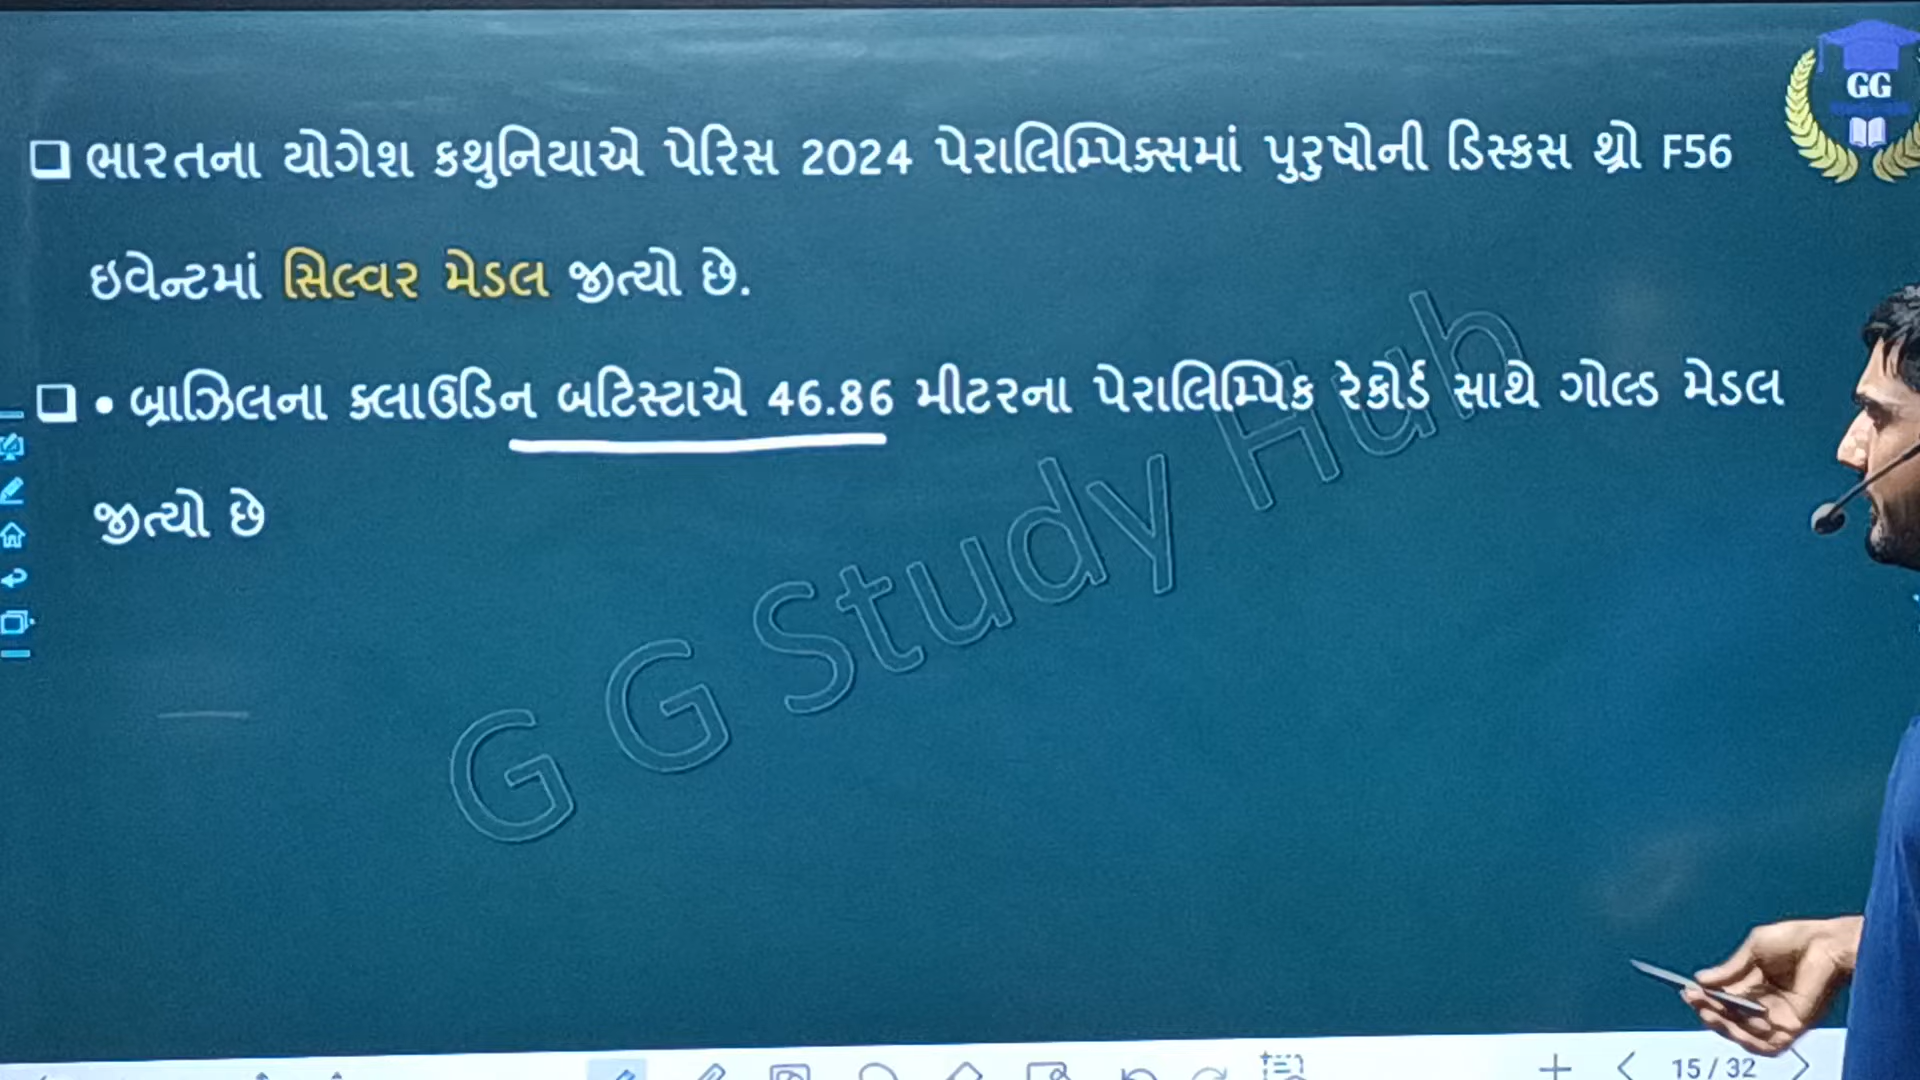 GG
❑ ભારતના યોગેશ કથુનિયાએ પેરિસ 2024 પેરાલિમ્પિક્સમાં પુરુષોની ડિસ્ક્સ થ્રો F56
ઇવેન્ટમાં સિલ્વર મેડલ જીત્યો છે.
❑ • બ્રાઝિલના ક્લાઉડિન બટિસ્ટાએ 46.86 મીટરના પેરાલિમ્પિક રેકોર્ડ સાથે ગોલ્ડ મેડલ
જીત્યો છે
G G Study Hub
15 / 32